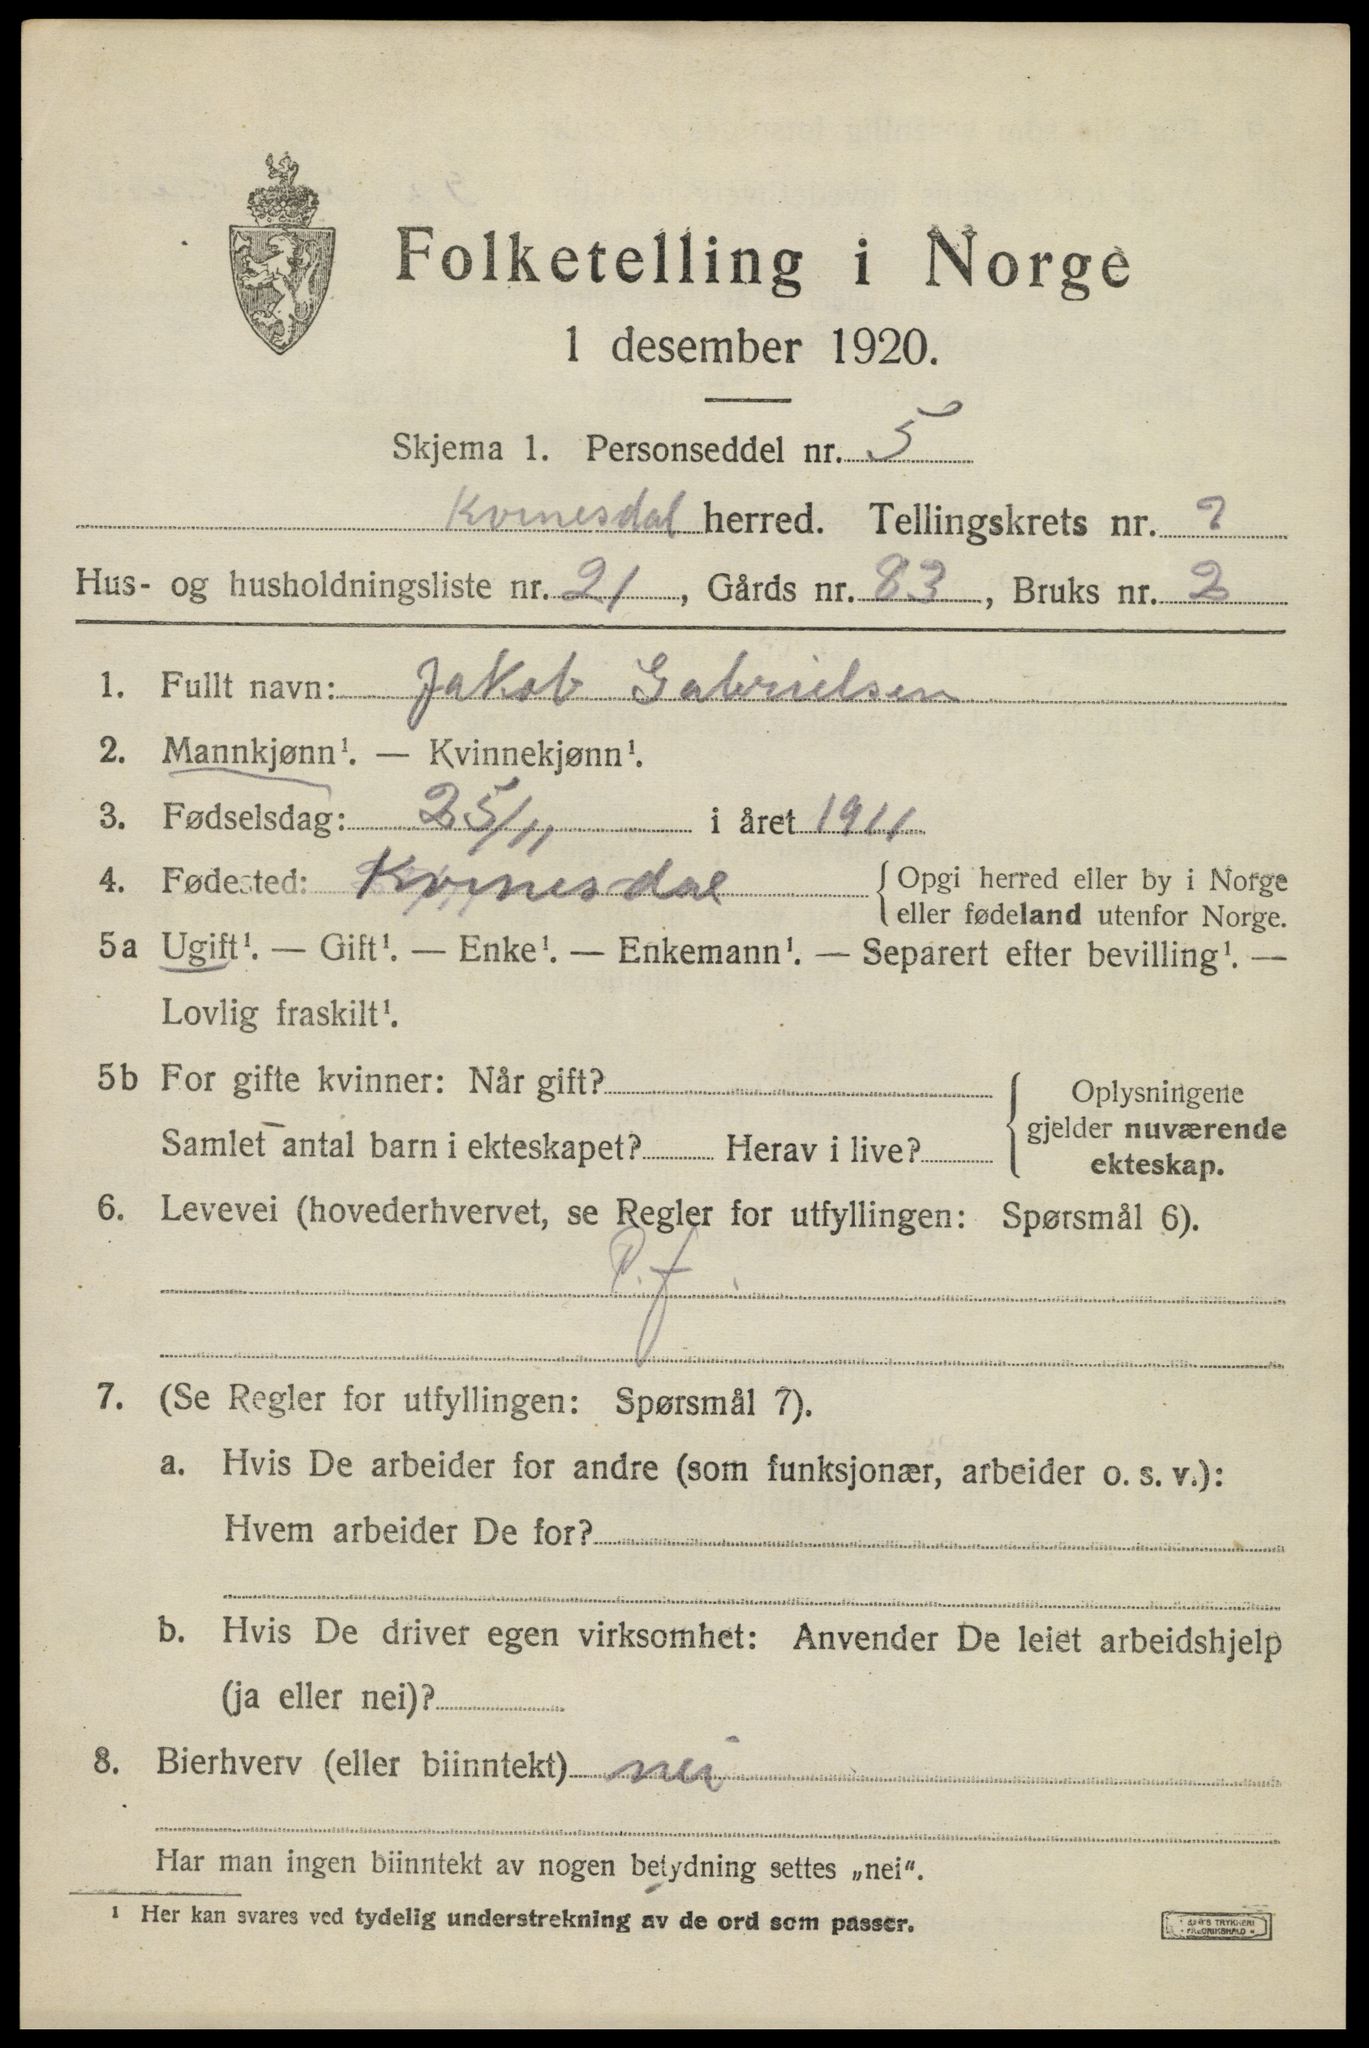 Folketelling i Norge
1 desember 1920.
Skjema 1. Personseddel nr. 5
Kvinesdal herred. Tellingskrets nr. 7
Hus- og husholdningsliste nr. 21, Gårds nr. 83, Bruks nr. 2
1. Fullt navn: Jakob Gabrielsen
2. Mannkjønn¹. — Kvinnekjønn¹.
3. Fødselsdag: 25/11 i året 1911
4. Fødested: Kvinesdal {Opgi herred eller by i Norge
eller fødeland utenfor Norge.
5a Ugift¹. — Gift¹. — Enke¹. — Enkemann¹. — Separert efter bevilling¹. —
Lovlig fraskilt¹.
5b For gifte kvinner: Når gift?
Samlet antal barn i ekteskapet? Herav i live?
{Oplysningene
gjelder nuværende
ekteskap.
6. Levevei (hovederhvervet, se Regler for utfyllingen: Spørsmål 6).
P.f
7. (Se Regler for utfyllingen: Spørsmål 7).
a. Hvis De arbeider for andre (som funksjonær, arbeider o. s. v.):
Hvem arbeider De for?
b. Hvis De driver egen virksomhet: Anvender De leiet arbeidshjelp
(ja eller nei)?
8. Bierhverv (eller biinntekt) nei
Har man ingen biinntekt av nogen betydning settes „nei".
1 Her kan svares ved tydelig understrekning av de ord som passer.
TRYKKERI
FREDRIKSHALD